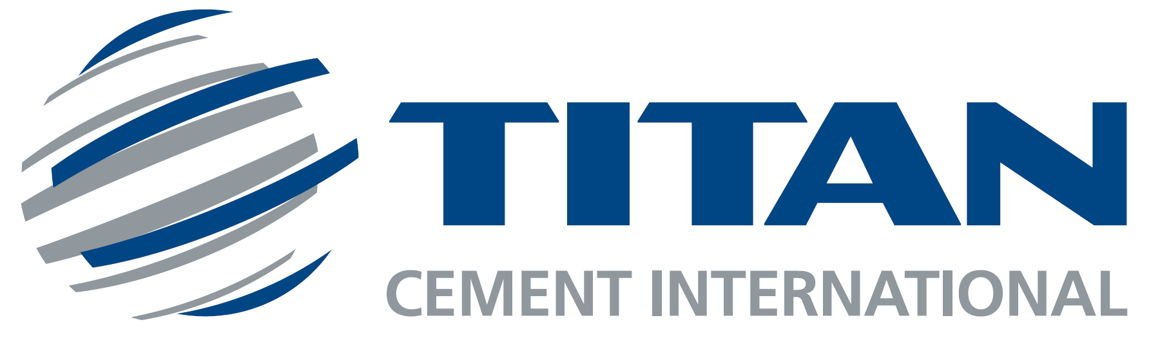 TITAN
CEMENT INTERNATIONAL